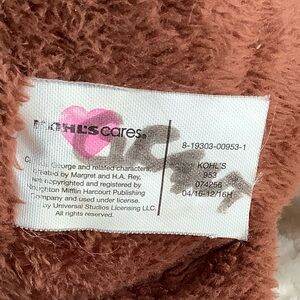 KOHL'S cares®
George and related characters,
created by Margret and H.A. Rey,
are copyrighted and registered by
Houghton Mifflin Harcourt Publishing
Company and used under license.
by Universal Studios Licensing LLC.
All rights reserved.
8-19303-00953-1
KOHL'S
953
074256
04/16-12/16H